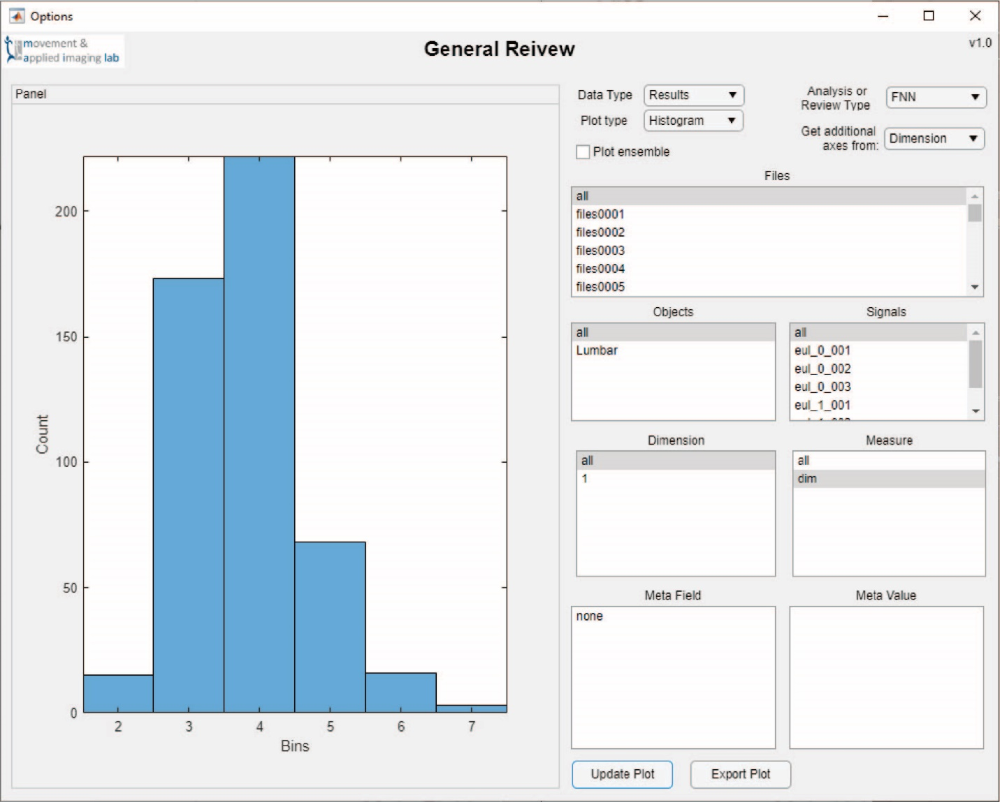 Options
movement &
applied imaging lab
General Reivew
v1.0
Panel
Data Type
Results
Plot type
Histogram
Analysis or
Review Type
FNN
Get additional
axes from:
Dimension
Plot ensemble
Files
all
files0001
files0002
files0003
files0004
files0005
Objects
all
Lumbar
Signals
all
eul_0_001
eul_0_002
eul_0_003
eul_1_001
Dimension
all
1
Measure
all
dim
Meta Field
none
Meta Value
Update Plot
Export Plot
200
150
100
50
0
Count
2 3 4 5 6 7
Bins